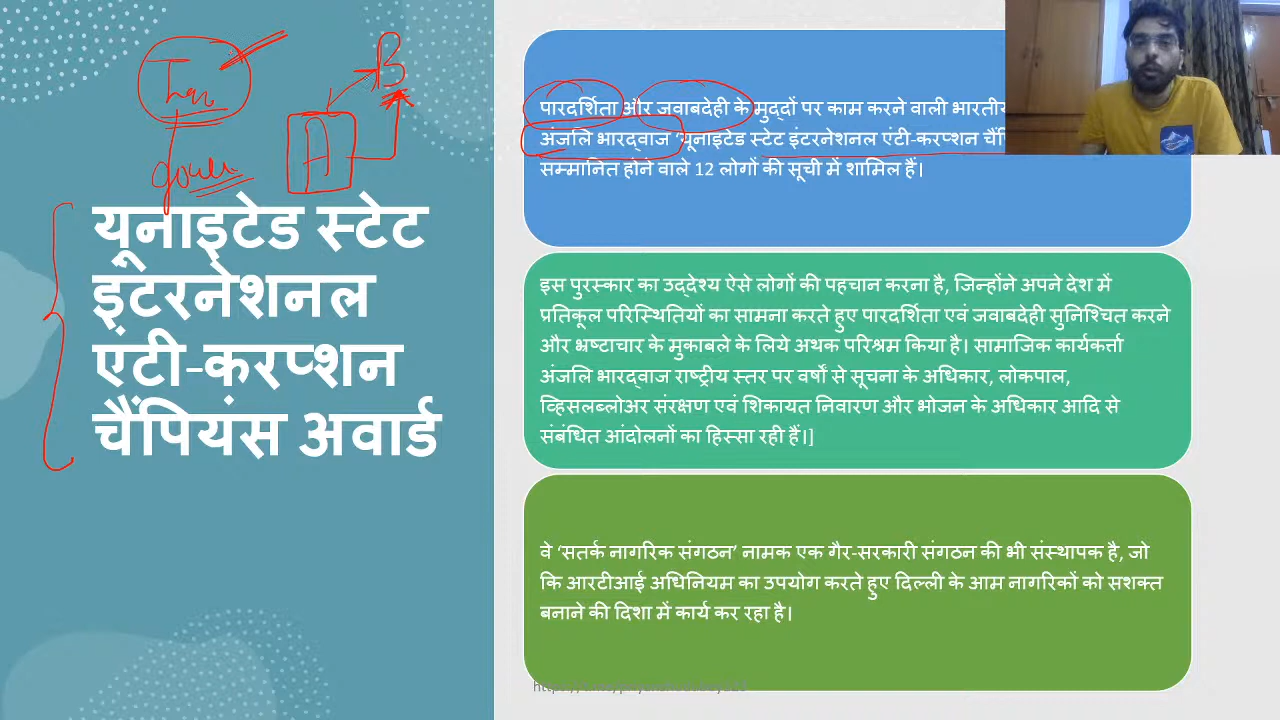 A
B
यूनाइटेड स्टेट
इंटरनेशनल
एंटी-करप्शन
चैंपियंस अवार्ड
पारदर्शिता और जवाबदेही के मुद्दों पर काम करने वाली
अंजलि भारद्वाज 'यूनाइटेड स्टेट इंटरनेशनल एंटी-करप्शन
सम्मानित होने वाले 12 लोगों की सूची में शामिल हैं।
इस पुरस्कार का उद्देश्य ऐसे लोगों की पहचान करना है, जिन्होंने अपने देश में
प्रतिकूल परिस्थितियों का सामना करते हुए पारदर्शिता एवं जवाबदेही सुनिश्चित करने
और भ्रष्टाचार के मुकाबले के लिये अथक परिश्रम किया है। सामाजिक कार्यकर्त्ता
अंजलि भारद्वाज राष्ट्रीय स्तर पर वर्षों से सूचना के अधिकार, लोकपाल,
व्हिसलब्लोअर संरक्षण एवं शिकायत निवारण और भोजन के अधिकार आदि से
संबंधित आंदोलनों का हिस्सा रही हैं।]
वे ‘सतर्क नागरिक संगठन’ नामक एक गैर-सरकारी संगठन की भी संस्थापक है, जो
कि आरटीआई अधिनियम का उपयोग करते हुए दिल्ली के आम नागरिकों को सशक्त
बनाने की दिशा में कार्य कर रहा है।